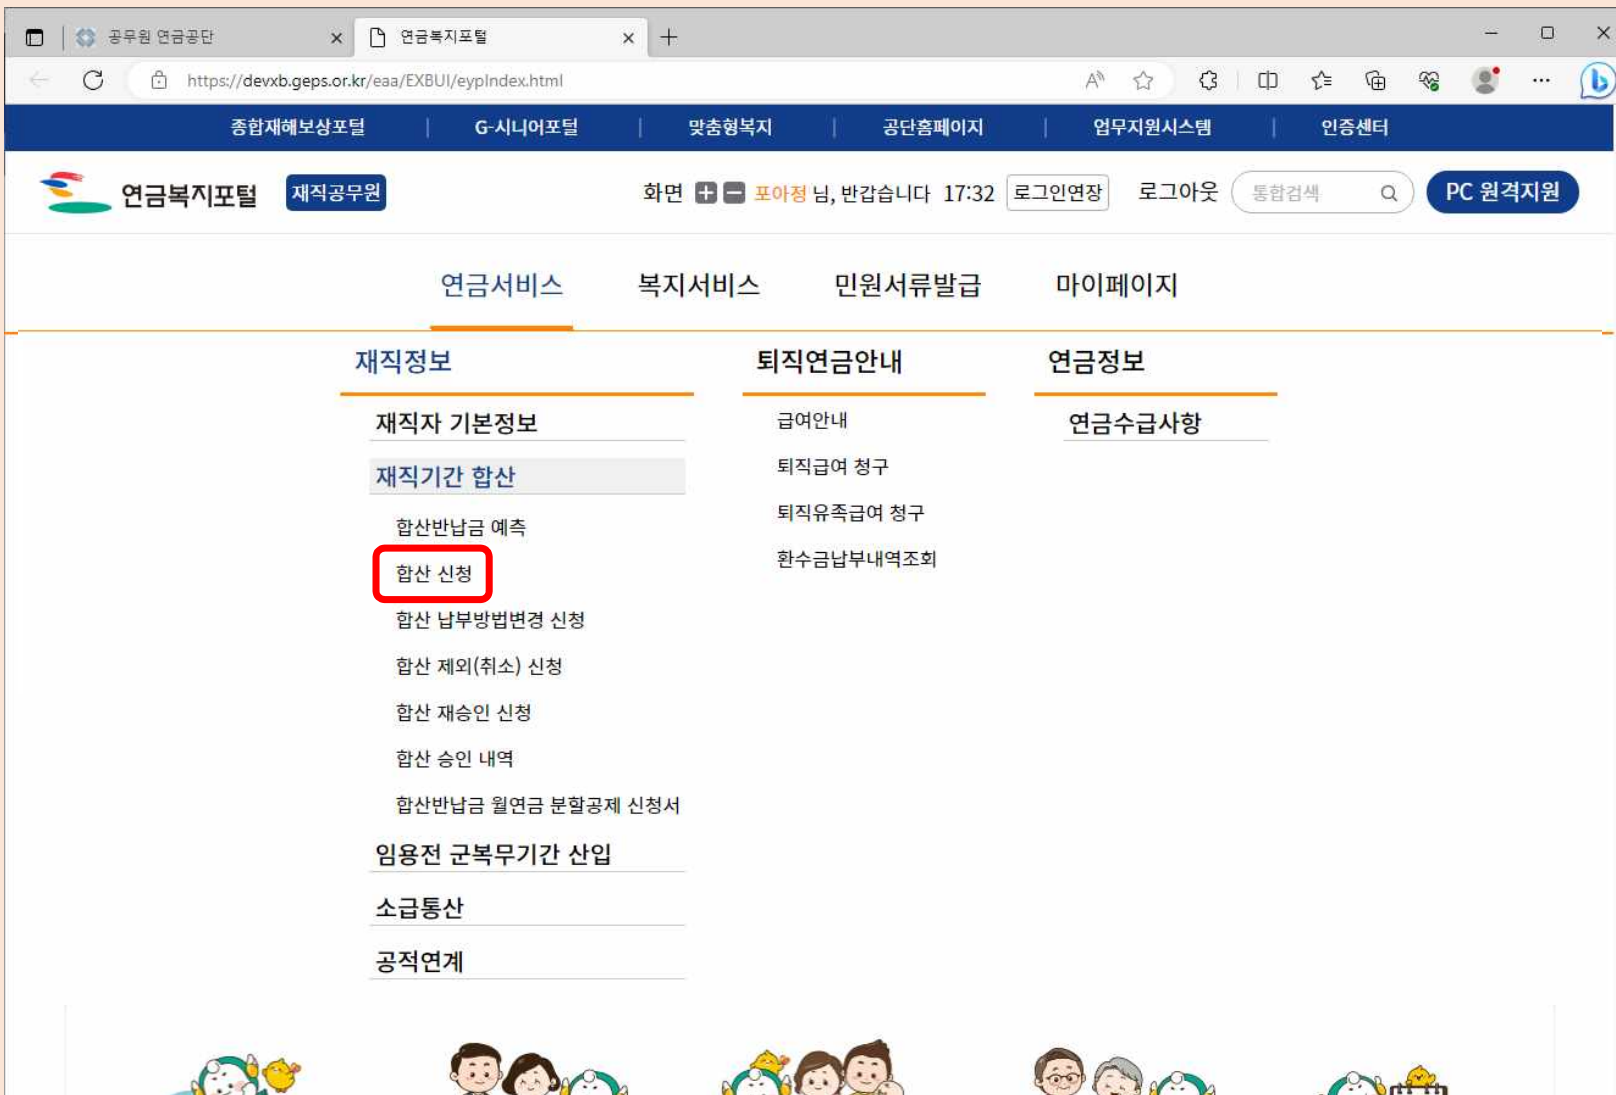 공무원 연금공단
연금복지포털
https://devxb.geps.or.kr/eaa/EXBUI/eypIndex.html
종합재해보상포털 | G-시니어포털 | 맞춤형복지 | 공단홈페이지 | 업무지원시스템 | 인증센터
연금복지포털 재직공무원 화면 포아정 님, 반갑습니다 17:32 로그인연장 로그아웃 통합검색 PC 원격지원
연금서비스 복지서비스 민원서류발급 마이페이지
재직정보
재직자 기본정보
재직기간 합산
합산반납금 예측
합산 신청
합산 납부방법변경 신청
합산 제외(취소) 신청
합산 재승인 신청
합산 승인 내역
합산반납금 월연금 분할공제 신청서
임용전 군복무기간 산입
소급통산
공적연계
퇴직연금안내
급여안내
퇴직급여 청구
퇴직유족급여 청구
환수금납부내역조회
연금정보
연금수급사항